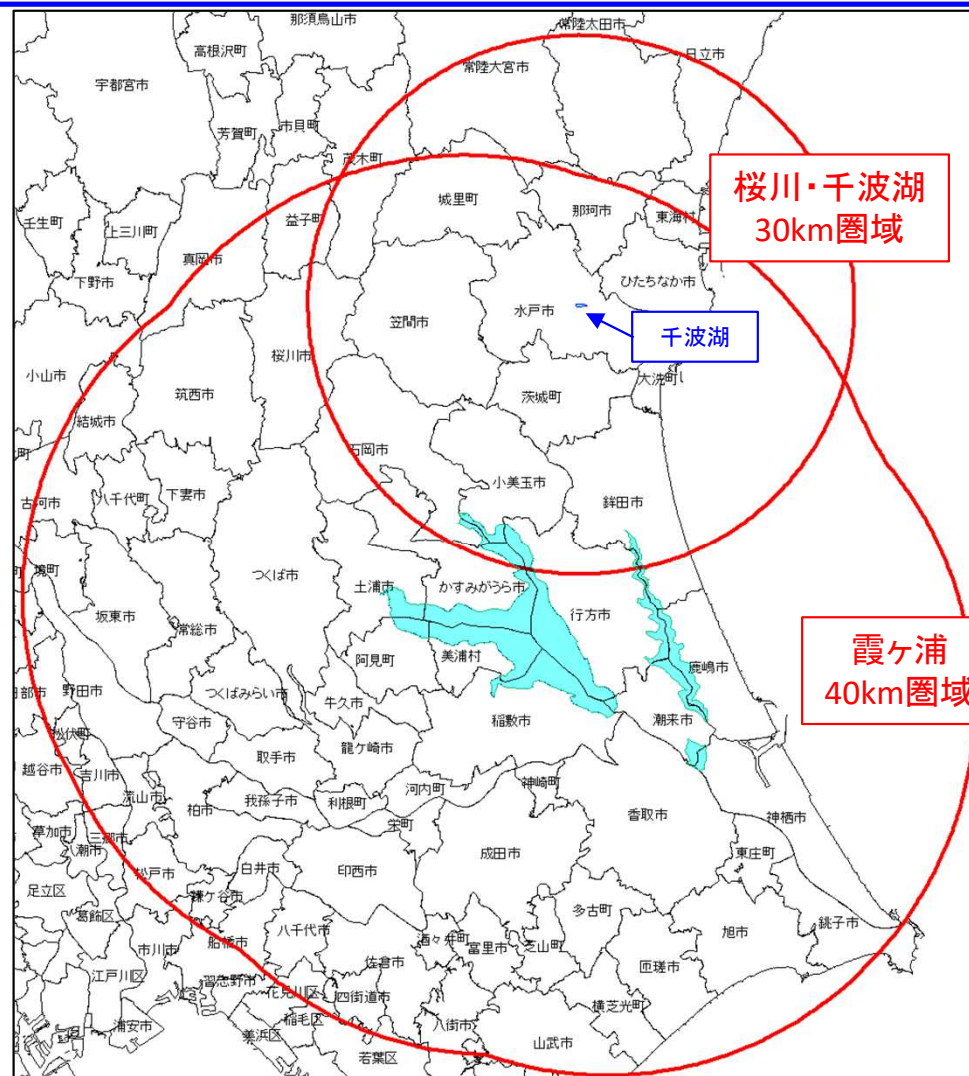 那須烏山市
常陸太田市
高根沢町
日立市
常陸大宮市
宇都宮市
市貝町
芳賀町
茂木町
桜川・千波湖
30km圏域
城里町
那珂市
東海村
壬生町
益子町
上三川町
真岡市
下野市
ひたちなか市
水戸市
笠間市
千波湖
桜川市
小山市
大洗町
筑西市
茨城町
結城市
石岡市
小美玉市
八千代町
下妻市
古河市
鉾田市
つくば市
土浦市
かすみがうら市
境町
坂東市
行方市
常総市
霞ヶ浦
40km圏域
阿見町
美浦村
鹿嶋市
野田市
つくばみらい市
牛久市
守谷市
稲敷市
潮来市
松伏町
取手市
龍ケ崎市
越谷市
吉川市
神崎町
河内町
流山市
我孫子市
利根町
柏市
香取市
神栖市
栄町
草加市
三郷市
八潮市
成田市
東庄町
白井市
印西市
松戸市
足立区
鎌ケ谷市
多古町
葛飾区
銚子市
旭市
八千代市
船橋市
酒々井町
富里市
芝山町
市川市
佐倉市
匝瑳市
江戸川区
習志野市
花見川区
四街道市
横芝光町
稲毛区
浦安市
美浜区
八街市
山武市
若葉区